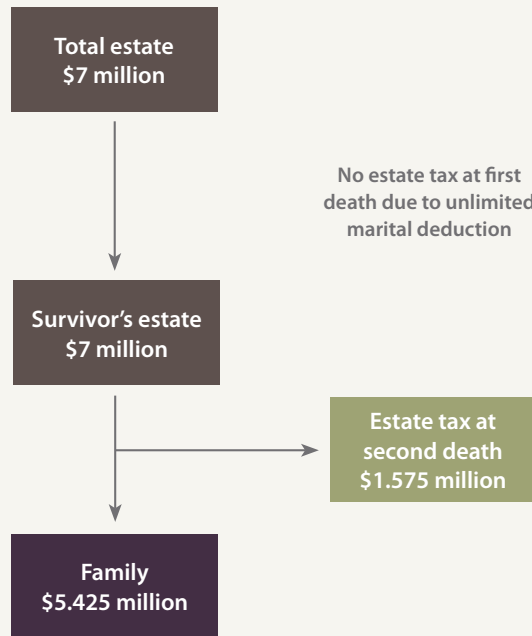 Total estate
$7 million
No estate tax at first
death due to unlimited
marital deduction
Survivor's estate
$7 million
Estate tax at
second death
$1.575 million
Family
$5.425 million